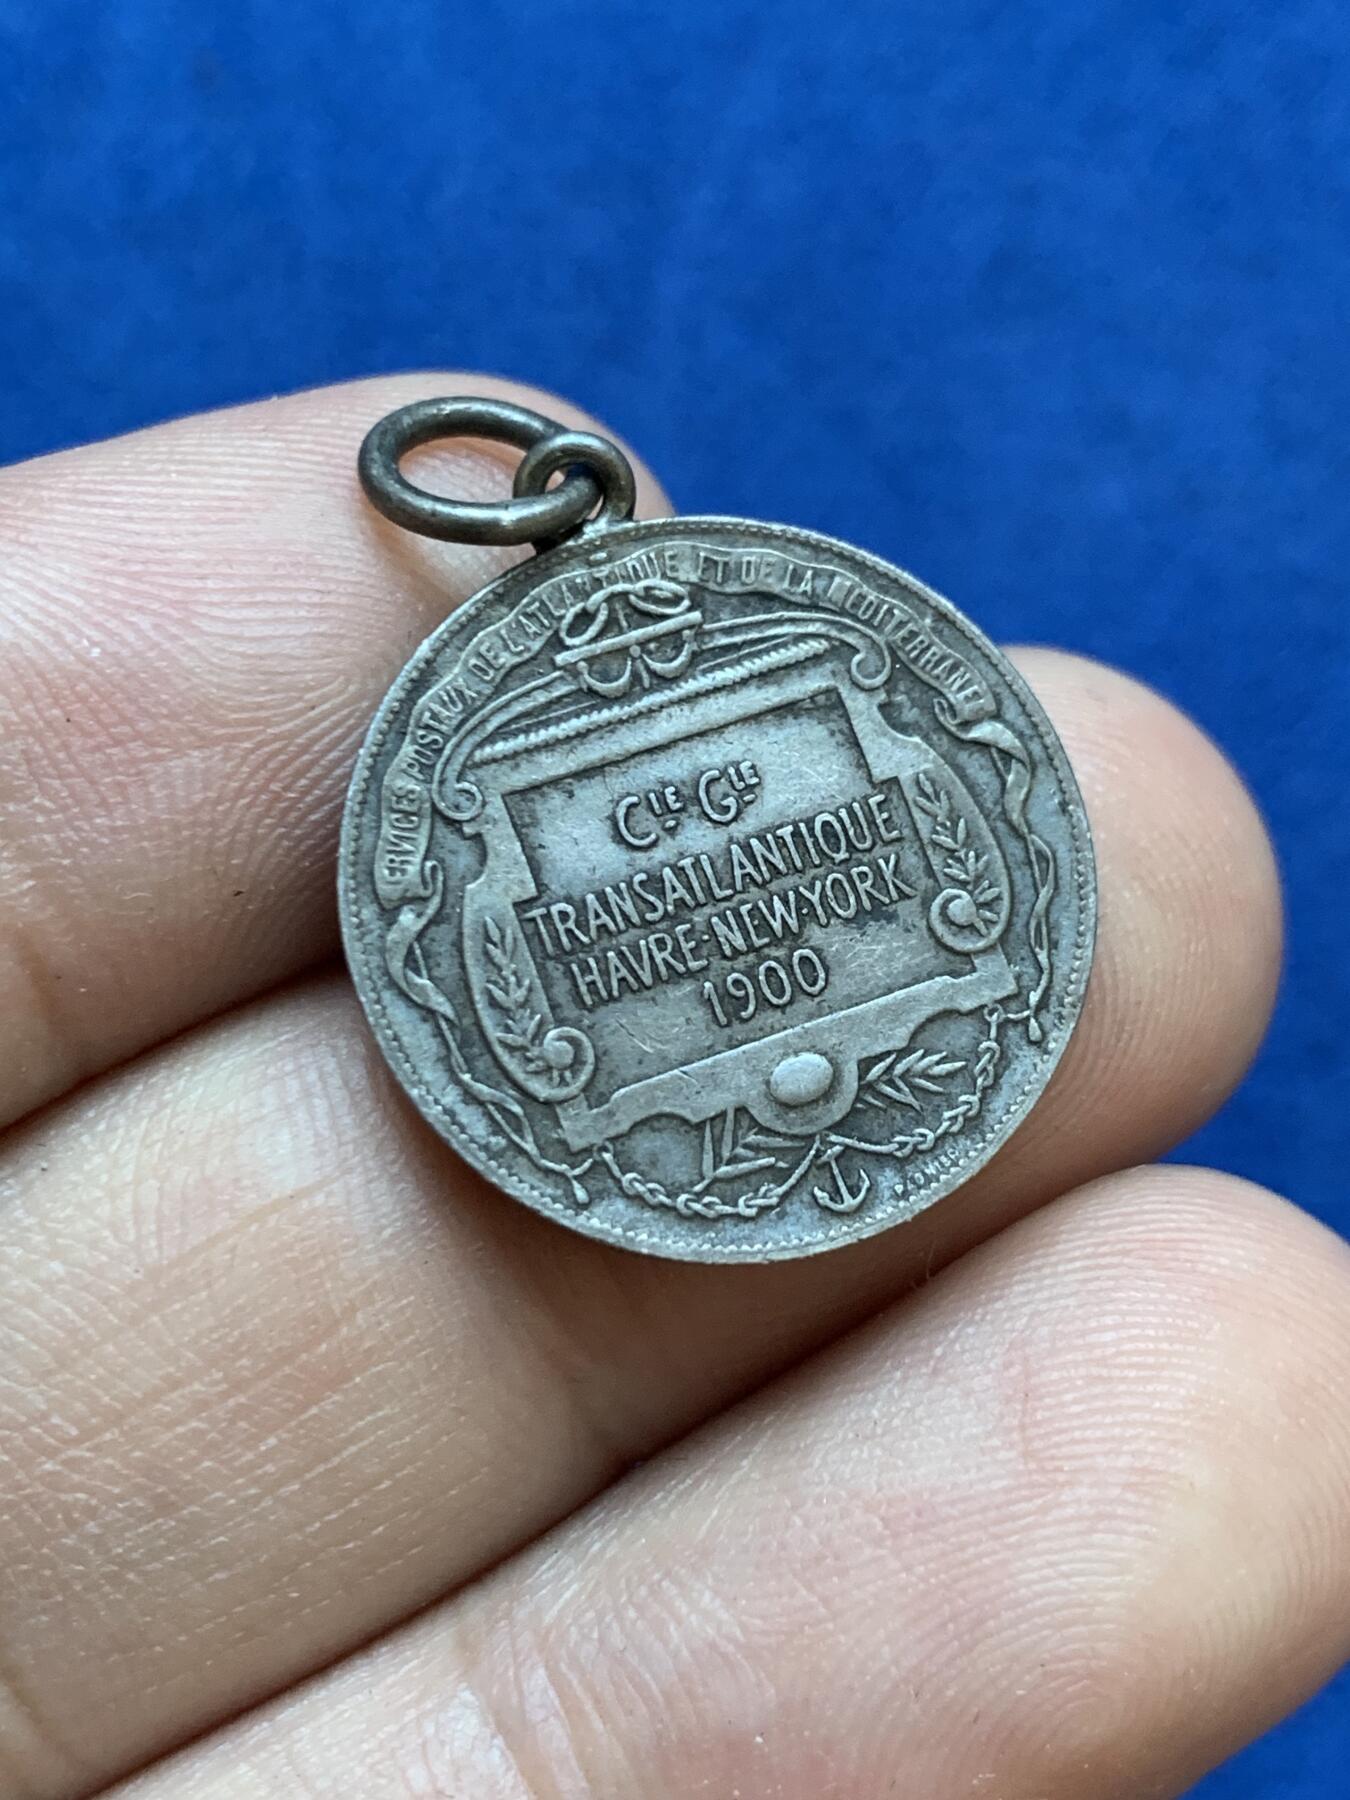 SERVICES POSTAUX DE L'ATLANTIQUE ET DE LA MEDITERRANEE
CIE GLE
TRANSATLANTIQUE
HAVRE-NEW-YORK
1900